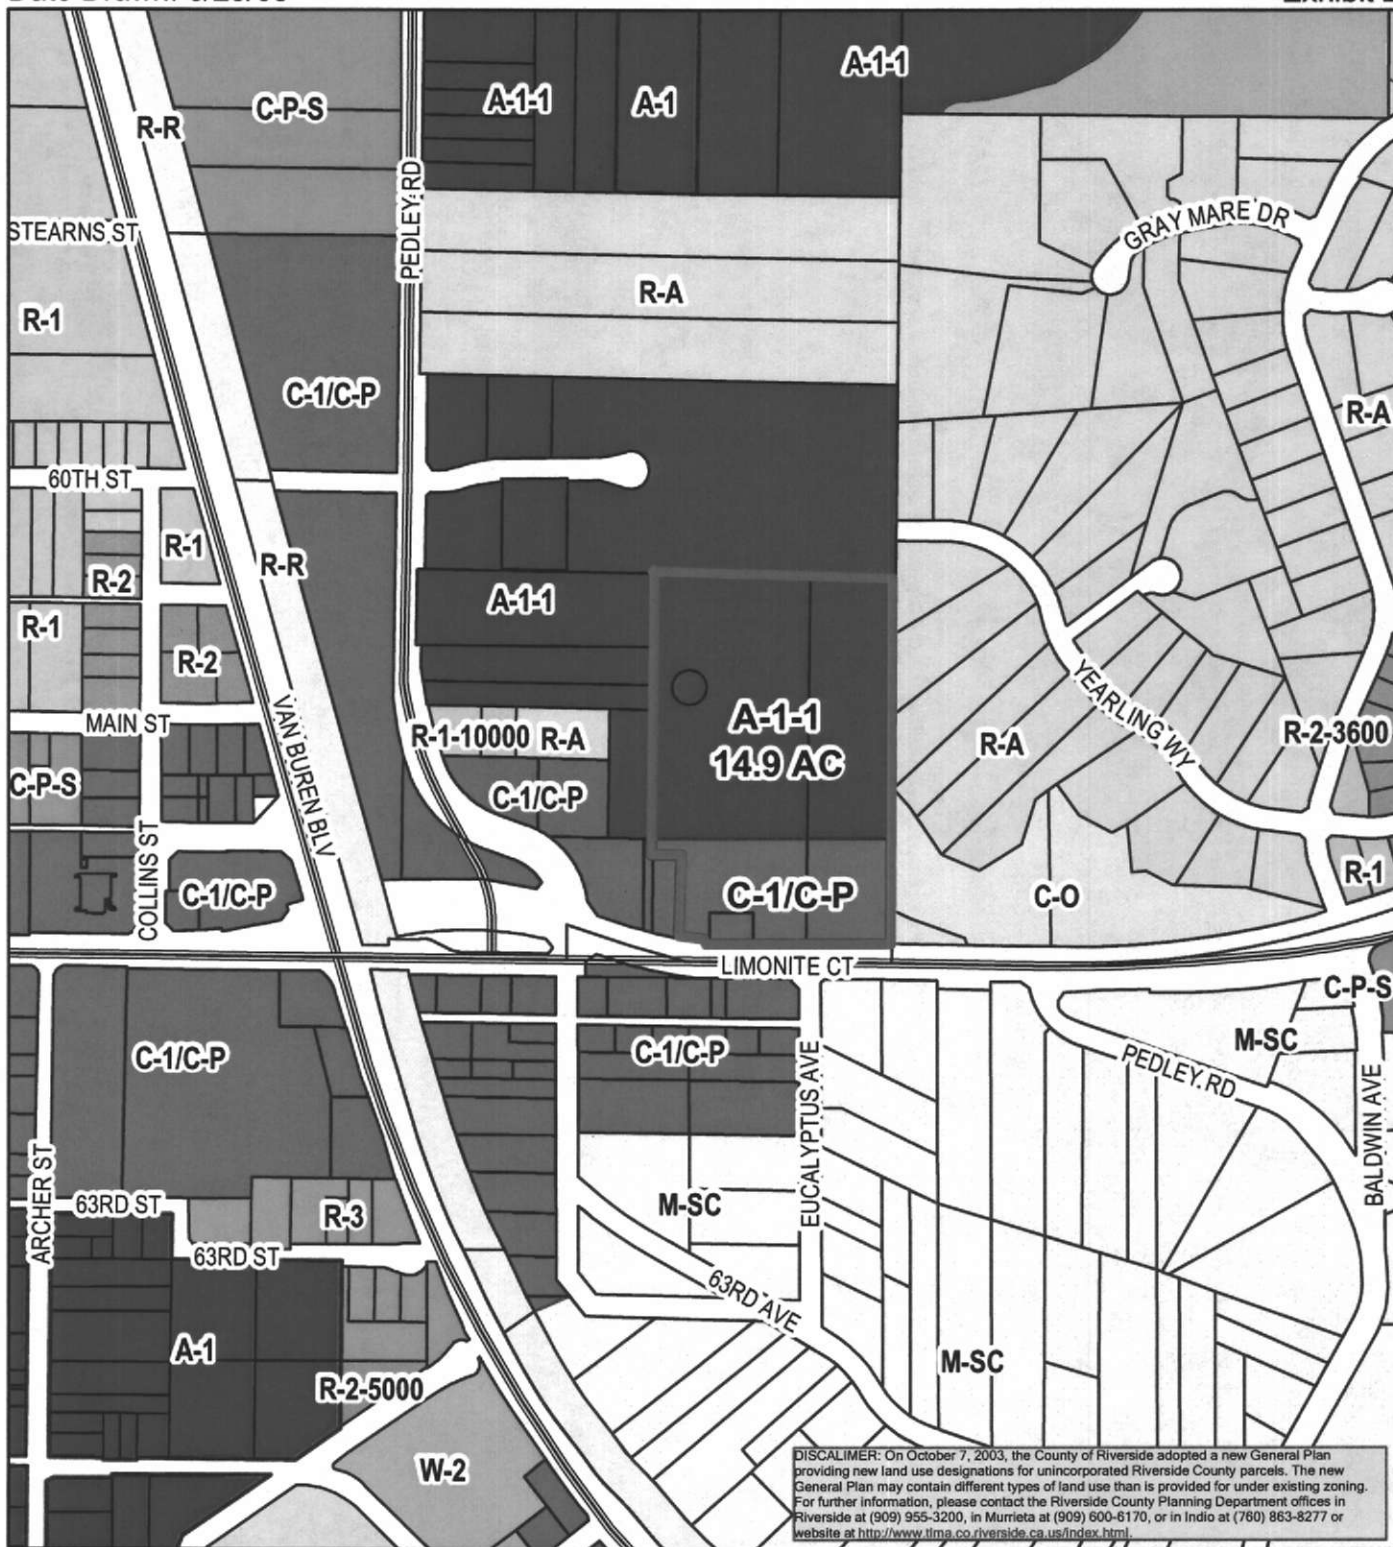 A-1-1
C-P-S
A-1-1
A-1
R-R
PEDLEY RD
STEARNS ST
GRAY MARE DR
R-1
R-A
C-1/C-P
R-A
60TH ST
R-1
R-2
R-R
A-1-1
R-1
R-2
YEARLING WY
VAN BUREN BLV
MAIN ST
R-1-10000
R-A
A-1-1
14.9 AC
R-A
R-2-3600
C-P-S
C-1/C-P
COLLINS ST
C-1/C-P
C-1/C-P
C-O
R-1
LIMONITE CT
C-P-S
C-1/C-P
C-1/C-P
M-SC
EUCALYPTUS AVE
PEDLEY RD
BALDWIN AVE
ARCHER ST
63RD ST
R-3
M-SC
63RD ST
63RD AVE
A-1
M-SC
R-2-5000
W-2
DISCALIMER: On October 7, 2003, the County of Riverside adopted a new General Plan
providing new land use designations for unincorporated Riverside County parcels. The new
General Plan may contain different types of land use than is provided for under existing zoning.
For further information, please contact the Riverside County Planning Department offices in
Riverside at (909) 955-3200, in Murrieta at (909) 600-6170, or in Indio at (760) 863-8277 or
website at http://www.tlma.co.riverside.ca.us/index.html.